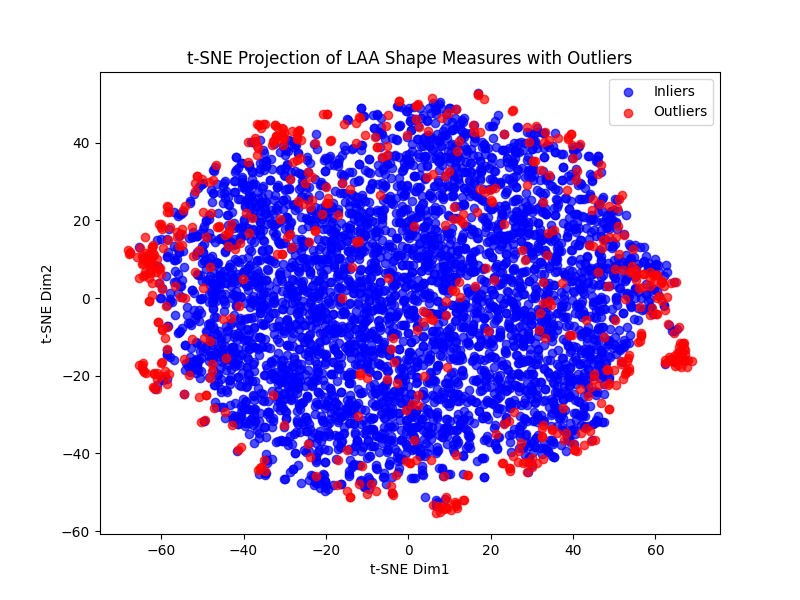 t-SNE Projection of LAA Shape Measures with Outliers
Inliers
Outliers
40
20
0
−20
−40
−60
t-SNE Dim2
−60 −40 −20 0 20 40 60
t-SNE Dim1